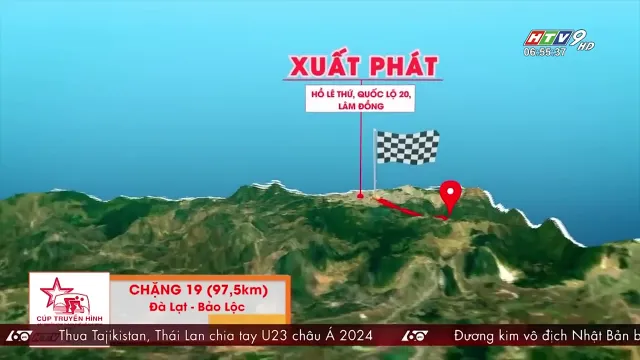 HTV9 HD
06:55:37
XUẤT PHÁT
HỒ LÊ THỨ, QUỐC LỘ 20,
LÂM ĐỒNG
CHẶNG 19 (97,5km)
Đà Lạt - Bảo Lộc
CÚP TRUYỀN HÌNH
60 Thua Tajikistan, Thái Lan chia tay U23 châu Á 2024 60 Đương kim vô địch Nhật Bản b